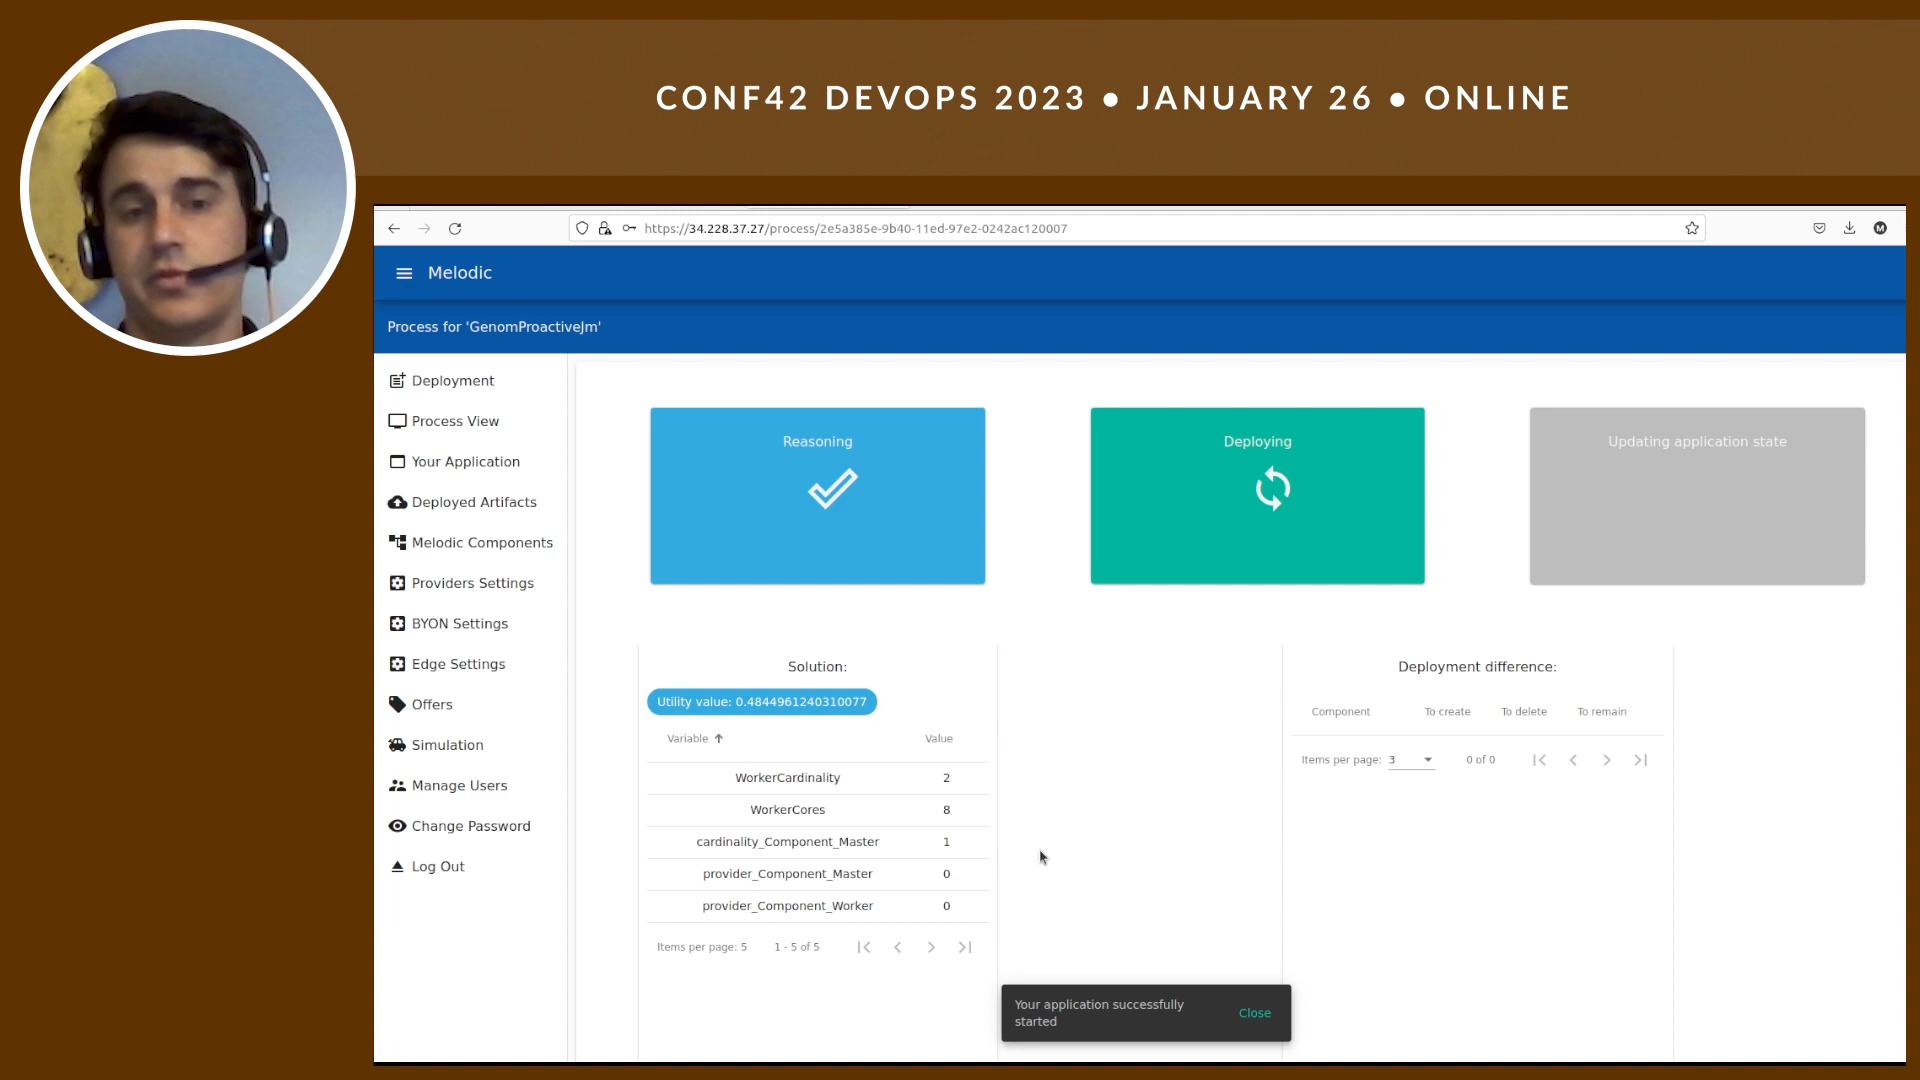 CONF42 DEVOPS 2023 • JANUARY 26 • ONLINE
https://34.228.37.27/process/2e5a385e-9b40-11ed-97e2-0242ac120007
M
Melodic
Process for 'GenomProactiveJm'
Deployment
Process View
Your Application
Deployed Artifacts
Melodic Components
Providers Settings
BYON Settings
Edge Settings
Offers
Simulation
Manage Users
Change Password
Log Out
Reasoning
Deploying
Updating application state
Solution:
Utility value: 0.4844961240310077
Variable Value
WorkerCardinality 2
WorkerCores 8
cardinality_Component_Master 1
provider_Component_Master 0
provider_Component_Worker 0
Items per page: 5 1 - 5 of 5
Deployment difference:
Component To create To delete To remain
Items per page: 3 0 of 0
Your application successfully
started
Close